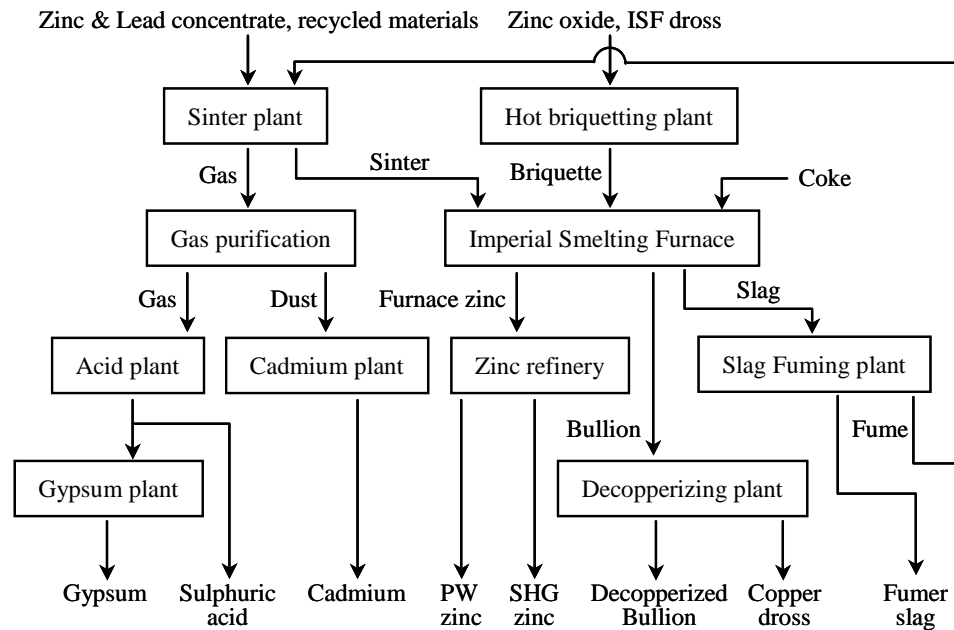 Zinc & Lead concentrate, recycled materials
Zinc oxide, ISF dross
Sinter plant
Hot briquetting plant
Gas
Sinter
Briquette
Coke
Gas purification
Imperial Smelting Furnace
Gas
Dust
Furnace zinc
Slag
Acid plant
Cadmium plant
Zinc refinery
Slag Fuming plant
Bullion
Fume
Gypsum plant
Decopperizing plant
Gypsum
Sulphuric
acid
Cadmium
PW
zinc
SHG
zinc
Decopperized
Bullion
Copper
dross
Fumer
slag